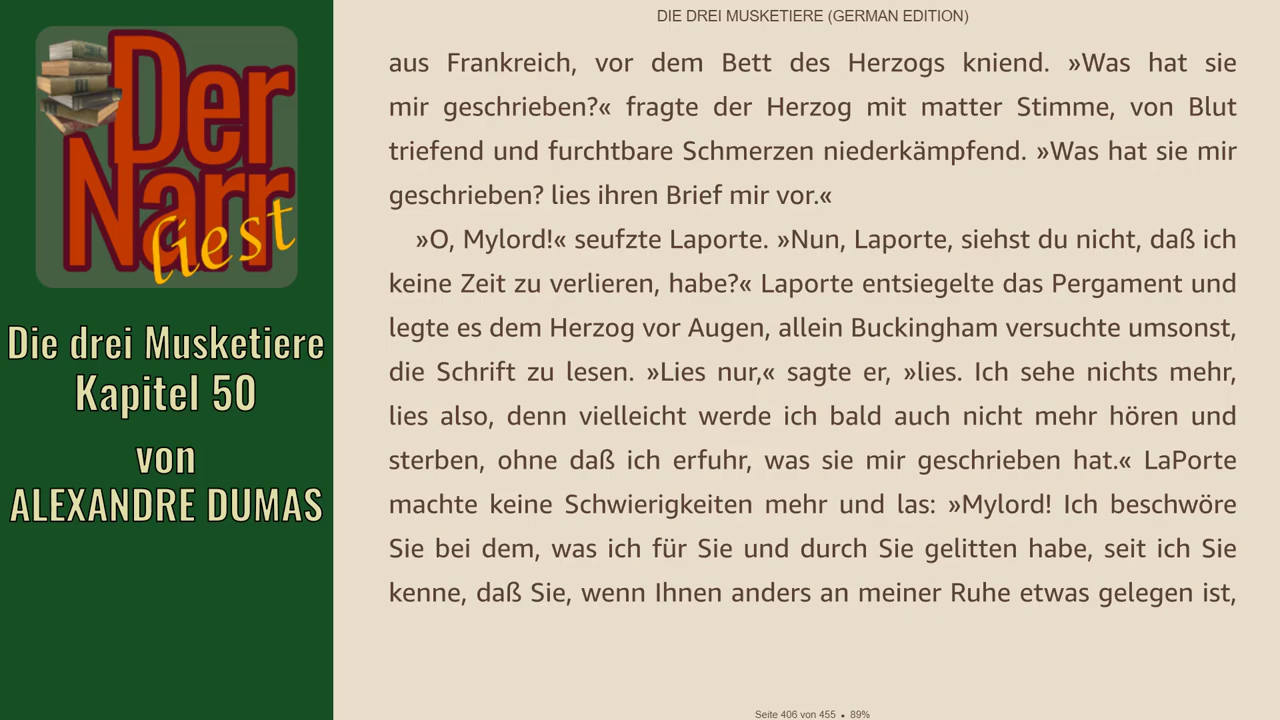 Der
Narr
liest
Die drei Musketiere
Kapitel 50
von
ALEXANDRE DUMAS
DIE DREI MUSKETIERE (GERMAN EDITION)
aus Frankreich, vor dem Bett des Herzogs kniend. »Was hat sie
mir geschrieben?« fragte der Herzog mit matter Stimme, von Blut
triefend und furchtbare Schmerzen niederkämpfend. »Was hat sie mir
geschrieben? lies ihren Brief mir vor.«
»O, Mylord!« seufzte Laporte. »Nun, Laporte, siehst du nicht, daß ich
keine Zeit zu verlieren, habe?« Laporte entsiegelte das Pergament und
legte es dem Herzog vor Augen, allein Buckingham versuchte umsonst,
die Schrift zu lesen. »Lies nur,« sagte er, »lies. Ich sehe nichts mehr,
lies also, denn vielleicht werde ich bald auch nicht mehr hören und
sterben, ohne daß ich erfuhr, was sie mir geschrieben hat.« LaPorte
machte keine Schwierigkeiten mehr und las: »Mylord! Ich beschwöre
Sie bei dem, was ich für Sie und durch Sie gelitten habe, seit ich Sie
kenne, daß Sie, wenn Ihnen anders an meiner Ruhe etwas gelegen ist,
Seite 406 von 455 • 89%